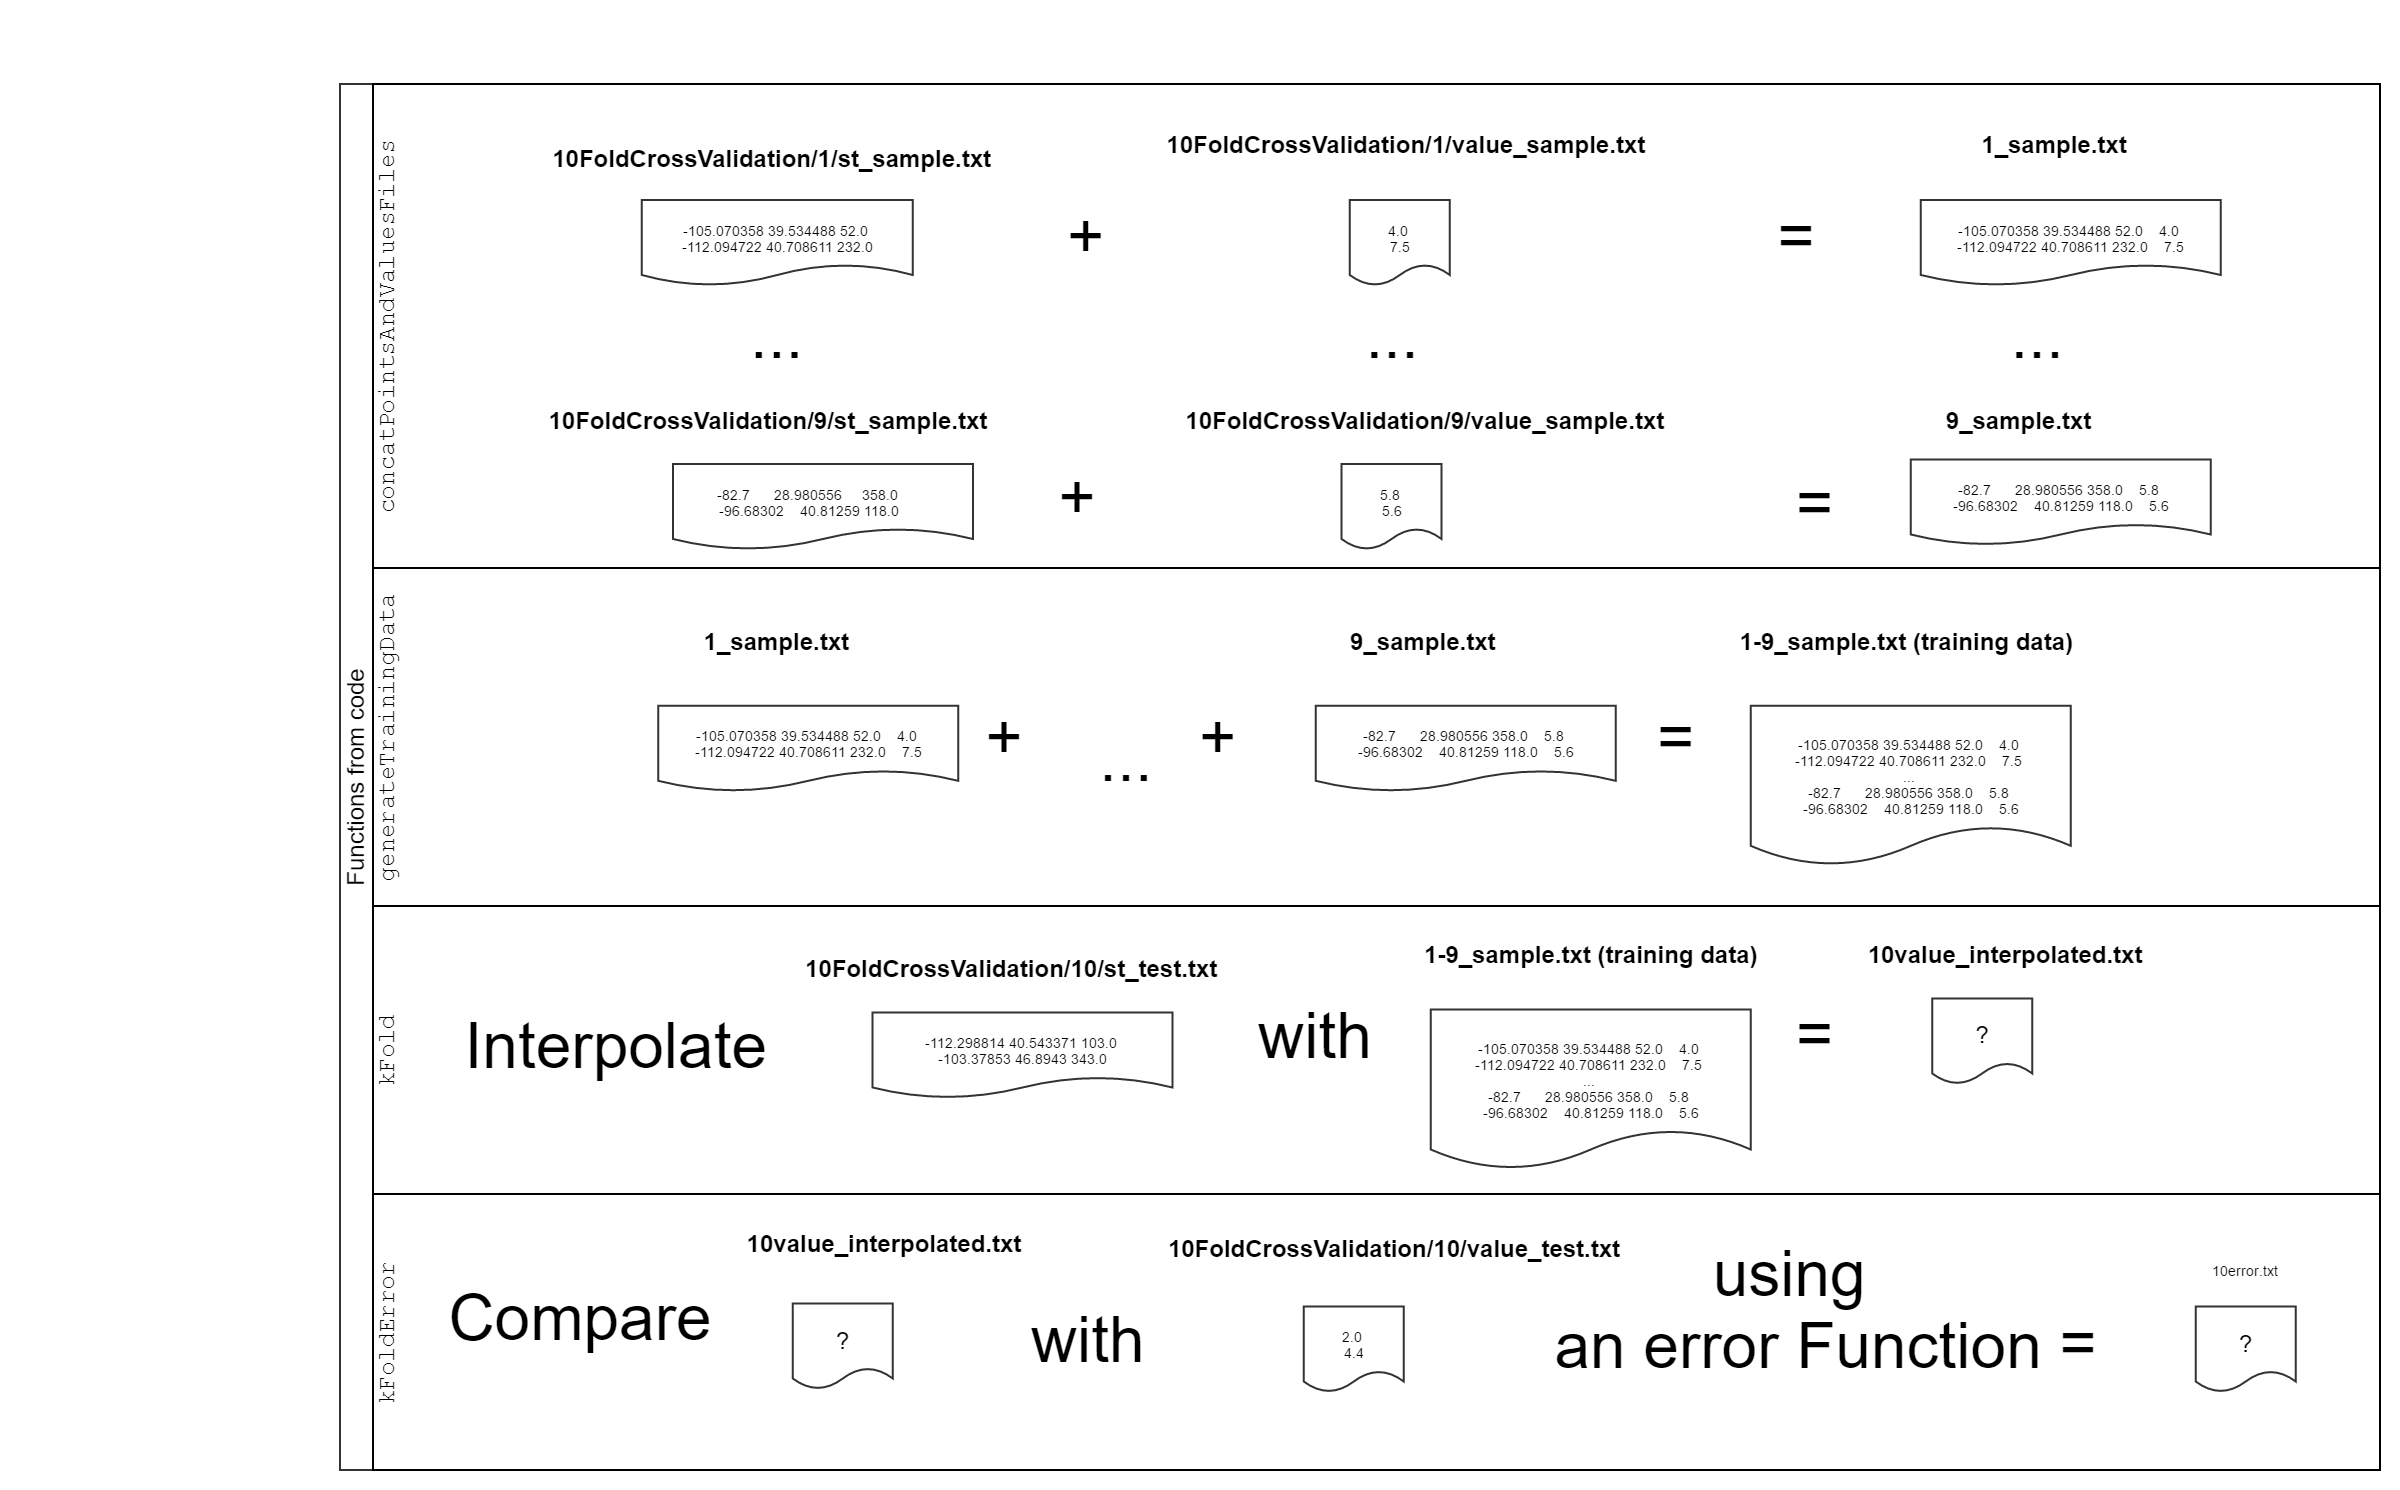 Functions from code
concatPointsAndValuesFiles
10FoldCrossValidation/1/st_sample.txt
10FoldCrossValidation/1/value_sample.txt
1_sample.txt
-105.070358 39.534488 52.0
-112.094722 40.708611 232.0
+
4.0
7.5
=
-105.070358 39.534488 52.0 4.0
-112.094722 40.708611 232.0 7.5
...
...
...
10FoldCrossValidation/9/st_sample.txt
10FoldCrossValidation/9/value_sample.txt
9_sample.txt
-82.7 28.980556 358.0
-96.68302 40.81259 118.0
+
5.8
5.6
=
-82.7 28.980556 358.0 5.8
-96.68302 40.81259 118.0 5.6
generateTrainingData
1_sample.txt
9_sample.txt
1-9_sample.txt (training data)
-105.070358 39.534488 52.0 4.0
-112.094722 40.708611 232.0 7.5
+
...
+
-82.7 28.980556 358.0 5.8
-96.68302 40.81259 118.0 5.6
=
-105.070358 39.534488 52.0 4.0
-112.094722 40.708611 232.0 7.5
...
-82.7 28.980556 358.0 5.8
-96.68302 40.81259 118.0 5.6
kFold
Interpolate
10FoldCrossValidation/10/st_test.txt
-112.298814 40.543371 103.0
-103.37853 46.8943 343.0
with
1-9_sample.txt (training data)
-105.070358 39.534488 52.0 4.0
-112.094722 40.708611 232.0 7.5
...
-82.7 28.980556 358.0 5.8
-96.68302 40.81259 118.0 5.6
=
10value_interpolated.txt
?
kFoldError
Compare
10value_interpolated.txt
?
with
10FoldCrossValidation/10/value_test.txt
2.0
4.4
using
an error Function =
10error.txt
?